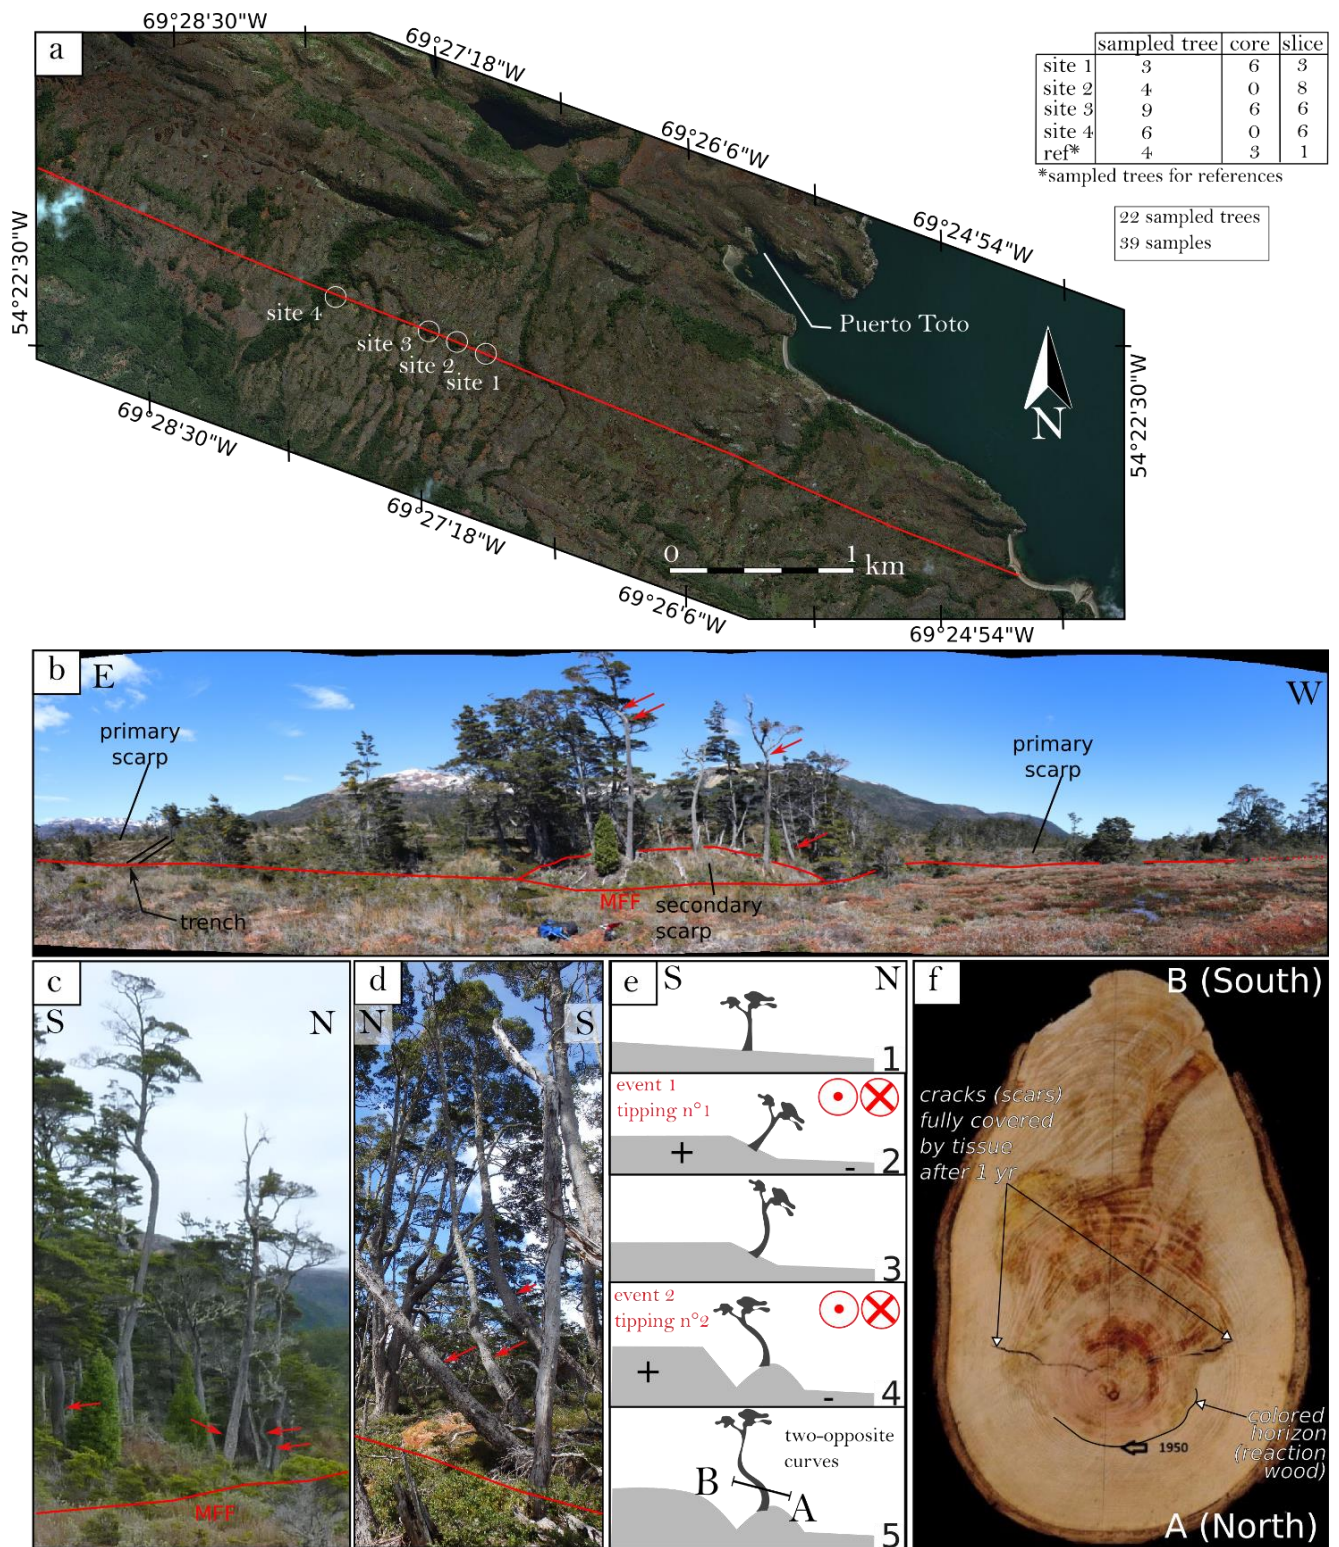 a
69°28'30"W
69°27'18"W
69°26'6"W
69°24'54"W
54°22'30"W
54°22'30"W
site 4
site 3
site 2
site 1
Puerto Toto
N
0 1 km
69°28'30"W
69°27'18"W
69°26'6"W
69°24'54"W
sampled tree core slice
site 1 3 6 3
site 2 4 0 8
site 3 9 6 6
site 4 6 0 6
ref* 4 3 1
*sampled trees for references
22 sampled trees
39 samples
b
E
W
primary
scarp
primary
scarp
trench
MFF
secondary
scarp
c
S
N
MFF
d
N
S
e
S
N
1
event 1
tipping n°1
+
-
2
3
event 2
tipping n°2
+
-
4
two-opposite
curves
B
A
5
f
B (South)
cracks (scars)
fully covered
by tissue
after 1 yr
1950
colored
horizon
(reaction
wood)
A (North)